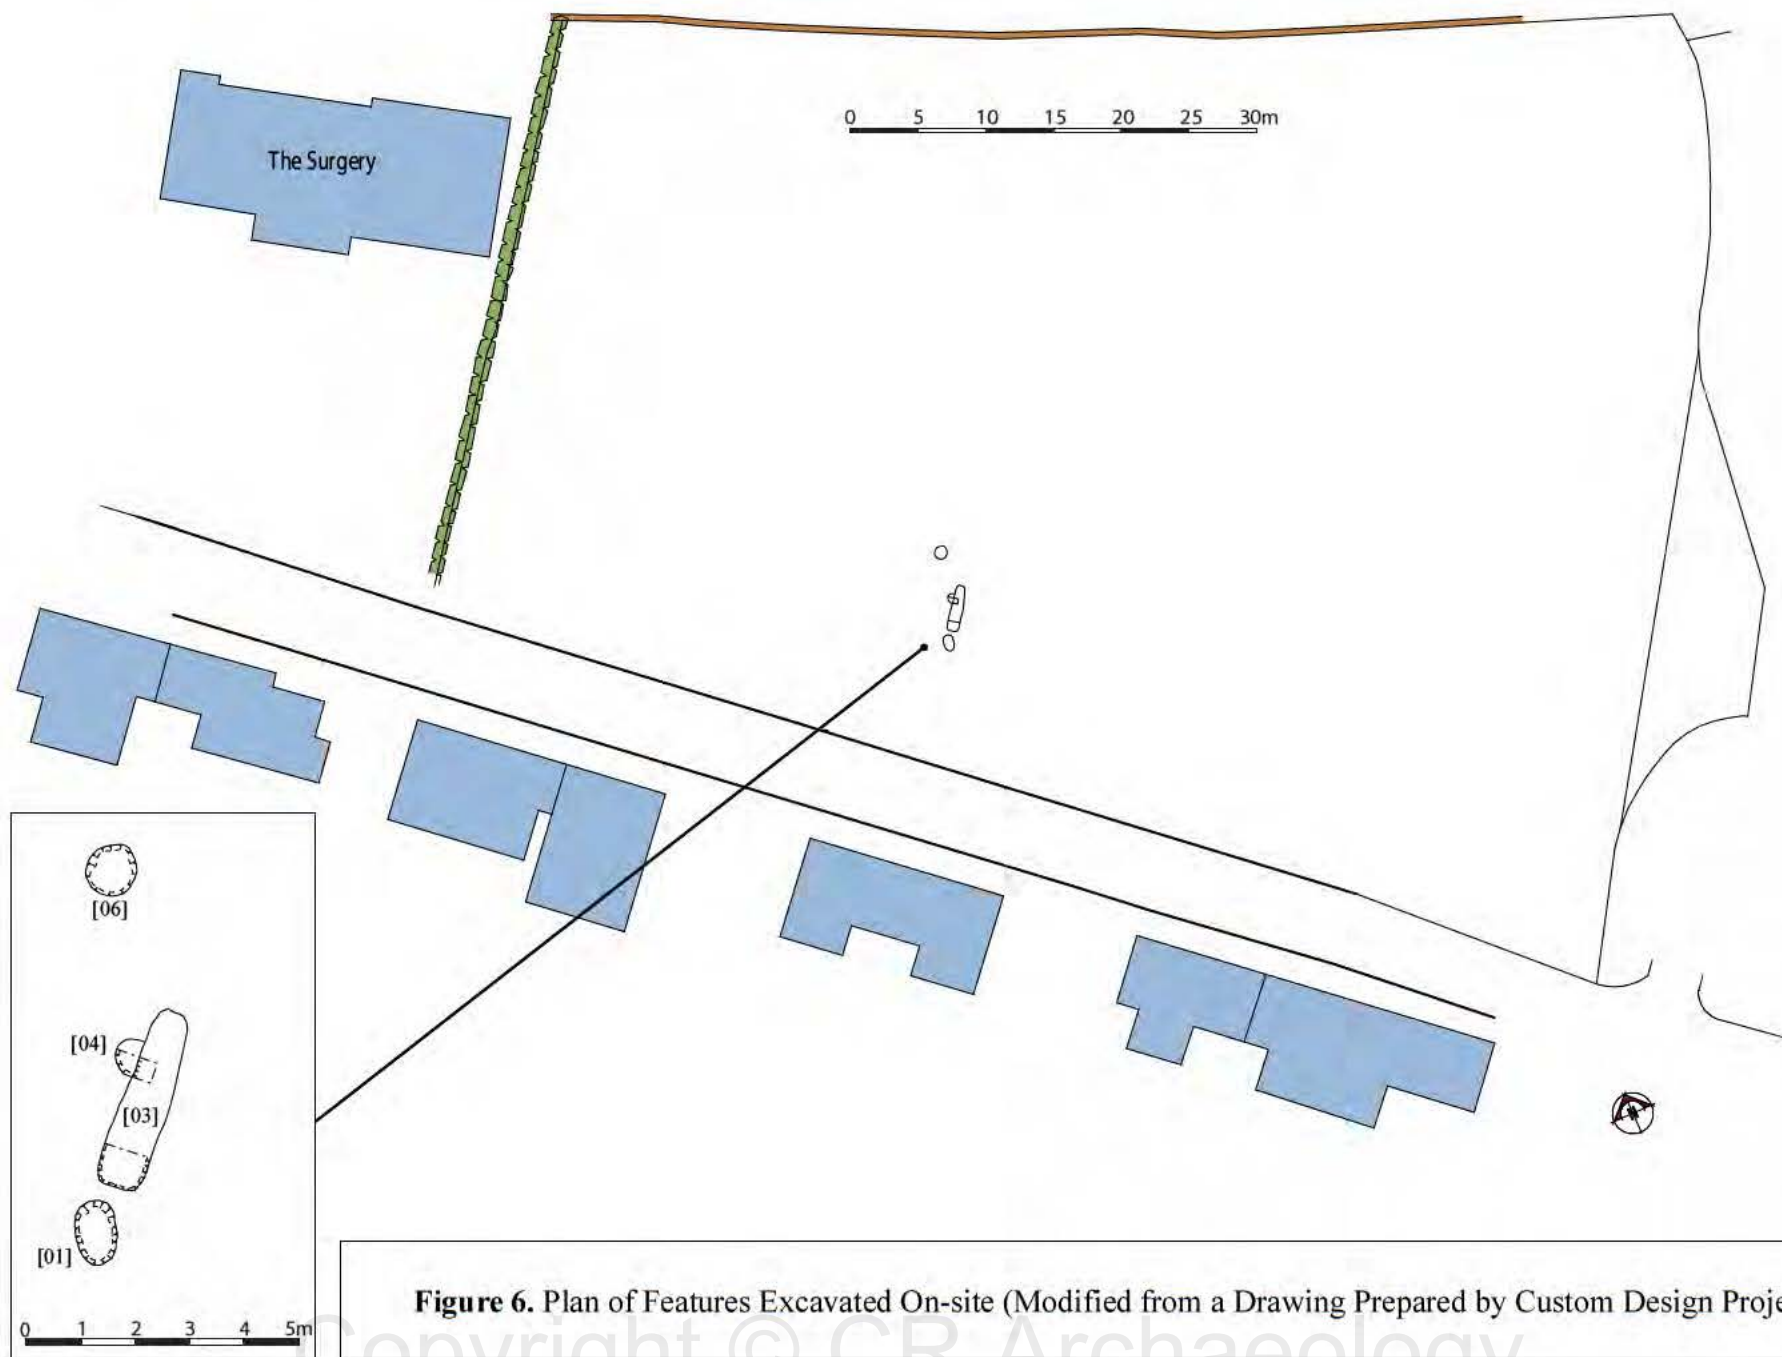 The Surgery
0 5 10 15 20 25 30m
[06]
[04]
[03]
[01]
0 1 2 3 4 5m
Figure 6. Plan of Features Excavated On-site (Modified from a Drawing Prepared by Custom Design Proje
Copyright © CR Archaeology